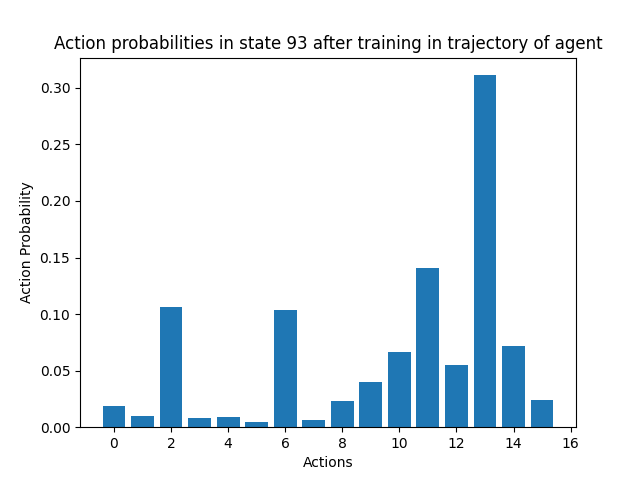 Action probabilities in state 93 after training in trajectory of agent
0.30
0.25
0.20
0.15
0.10
0.05
0.00
Action Probability
0 2 4 6 8 10 12 14 16
Actions